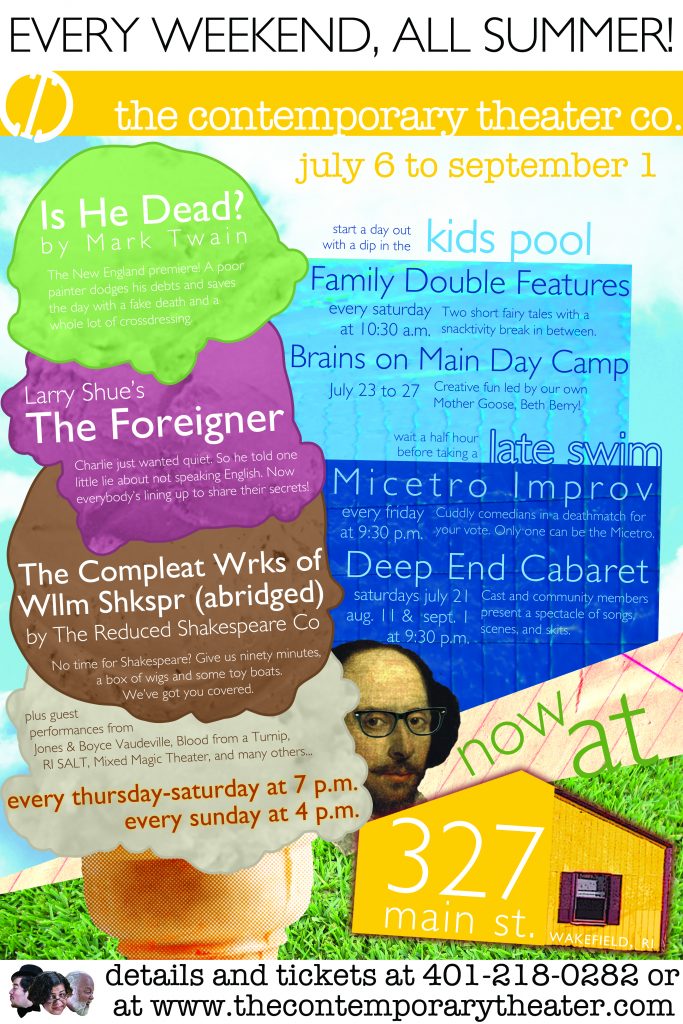 EVERY WEEKEND, ALL SUMMER!
the contemporary theater co.
july 6 to september 1
Is He Dead?
by Mark Twain
The New England premiere! A poor
painter dodges his debts and saves
the day with a fake death and a
whole lot of crossdressing.
Larry Shue's
The Foreigner
Charlie just wanted quiet. So he told one
little lie about not speaking English. Now
everybody's lining up to share their secrets!
The Compleat Wrks of
Wllm Shkspr (abridged)
by The Reduced Shakespeare Co
No time for Shakespeare? Give us ninety minutes,
a box of wigs and some toy boats.
We've got you covered.
plus guest
performances from
Jones & Boyce Vaudeville, Blood from a Turnip,
RI SALT, Mixed Magic Theater, and many others...
every thursday-saturday at 7 p.m.
every sunday at 4 p.m.
start a day out
with a dip in the
kids pool
Family Double Features
every saturday
at 10:30 a.m.
Two short fairy tales with a
snacktivity break in between.
Brains on Main Day Camp
July 23 to 27
Creative fun led by our own
Mother Goose, Beth Berry!
wait a half hour
before taking a
late swim
Micetro Improv
every friday
at 9:30 p.m.
Cuddly comedians in a deathmatch for
your vote. Only one can be the Micetro.
Deep End Cabaret
saturdays july 21
aug. 11 & sept. 1
at 9:30 p.m.
Cast and community members
present a spectacle of songs,
scenes, and skits.
now at
327
main st.
WAKEFIELD, RI
details and tickets at 401-218-0282 or
at www.thecontemporarytheater.com